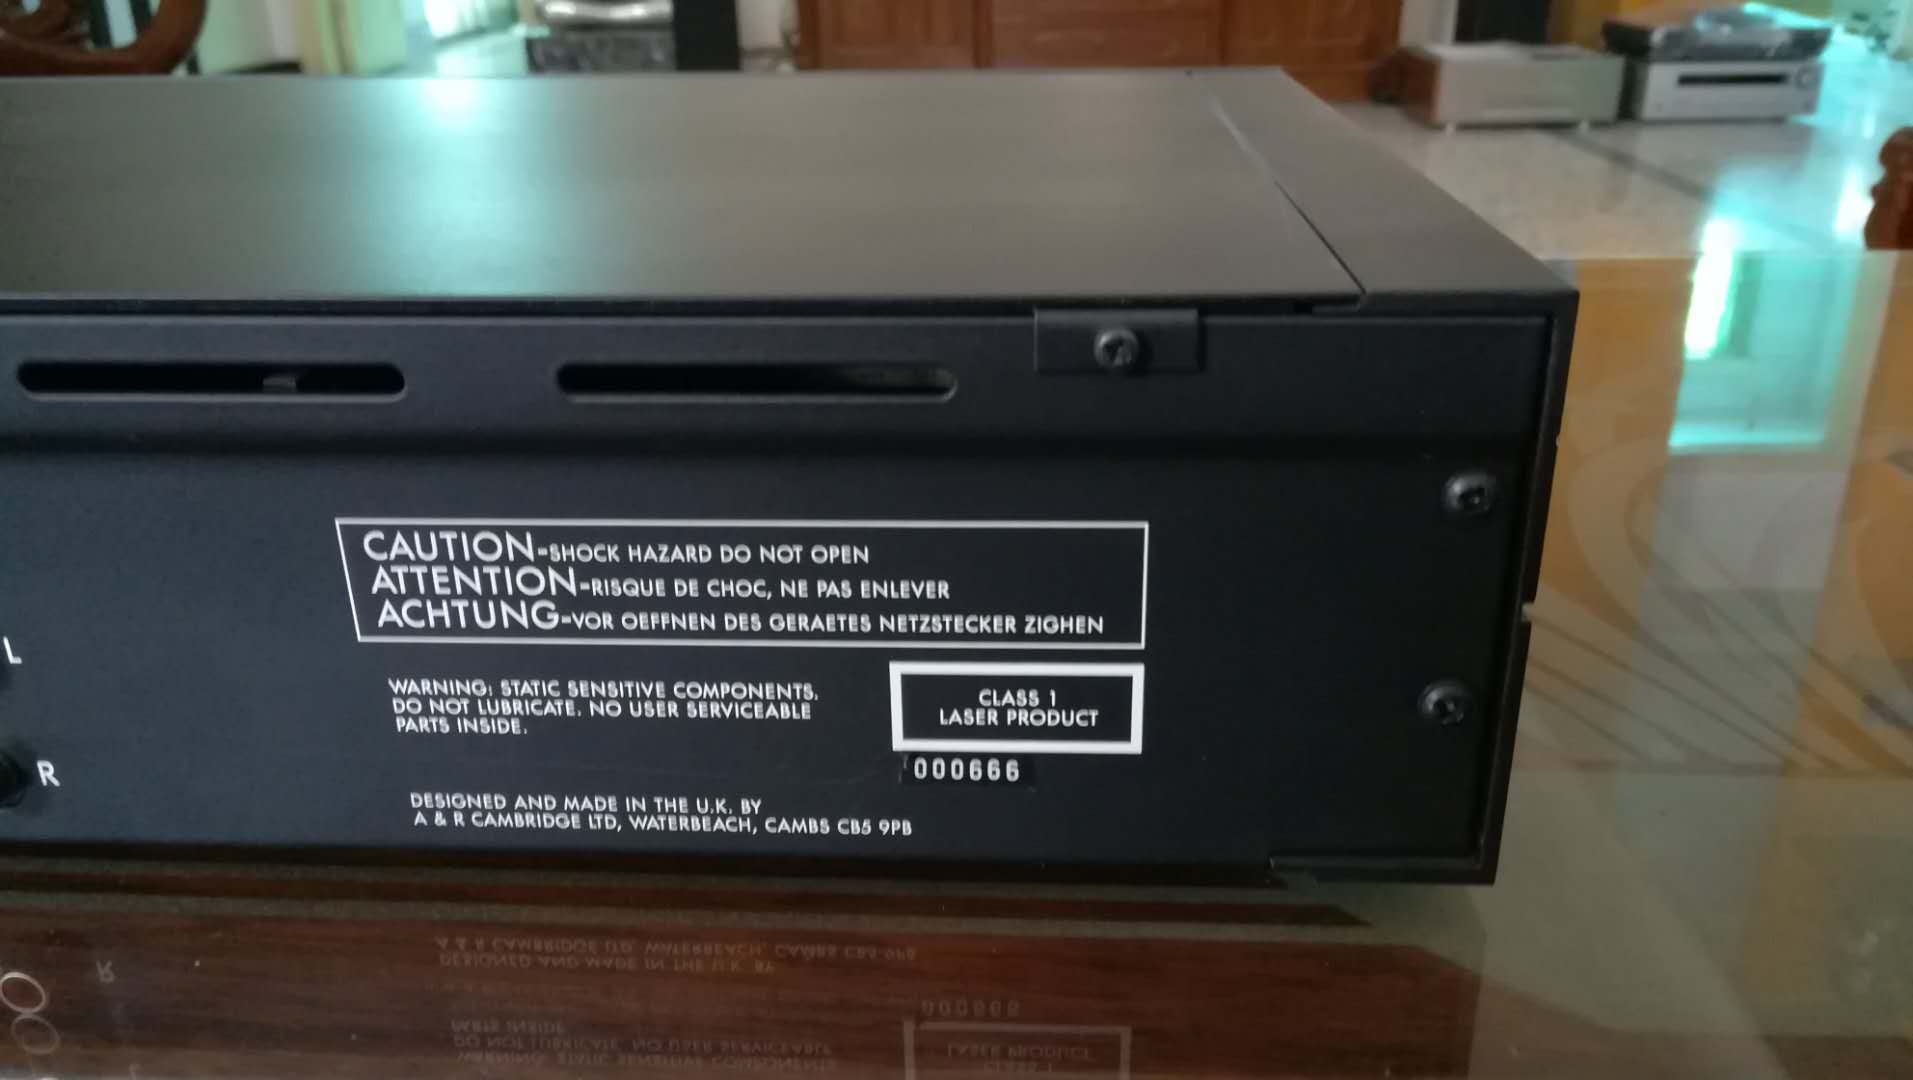 CAUTION-SHOCK HAZARD DO NOT OPEN
ATTENTION-RISQUE DE CHOC, NE PAS ENLEVER
ACHTUNG-VOR OEFFNEN DES GERAETES NETZSTECKER ZIGHEN
L
WARNING: STATIC SENSITIVE COMPONENTS.
DO NOT LUBRICATE. NO USER SERVICEABLE
PARTS INSIDE.
CLASS 1
LASER PRODUCT
R
000666
DESIGNED AND MADE IN THE U.K. BY
A & R CAMBRIDGE LTD, WATERBEACH, CAMBS CB5 9PB